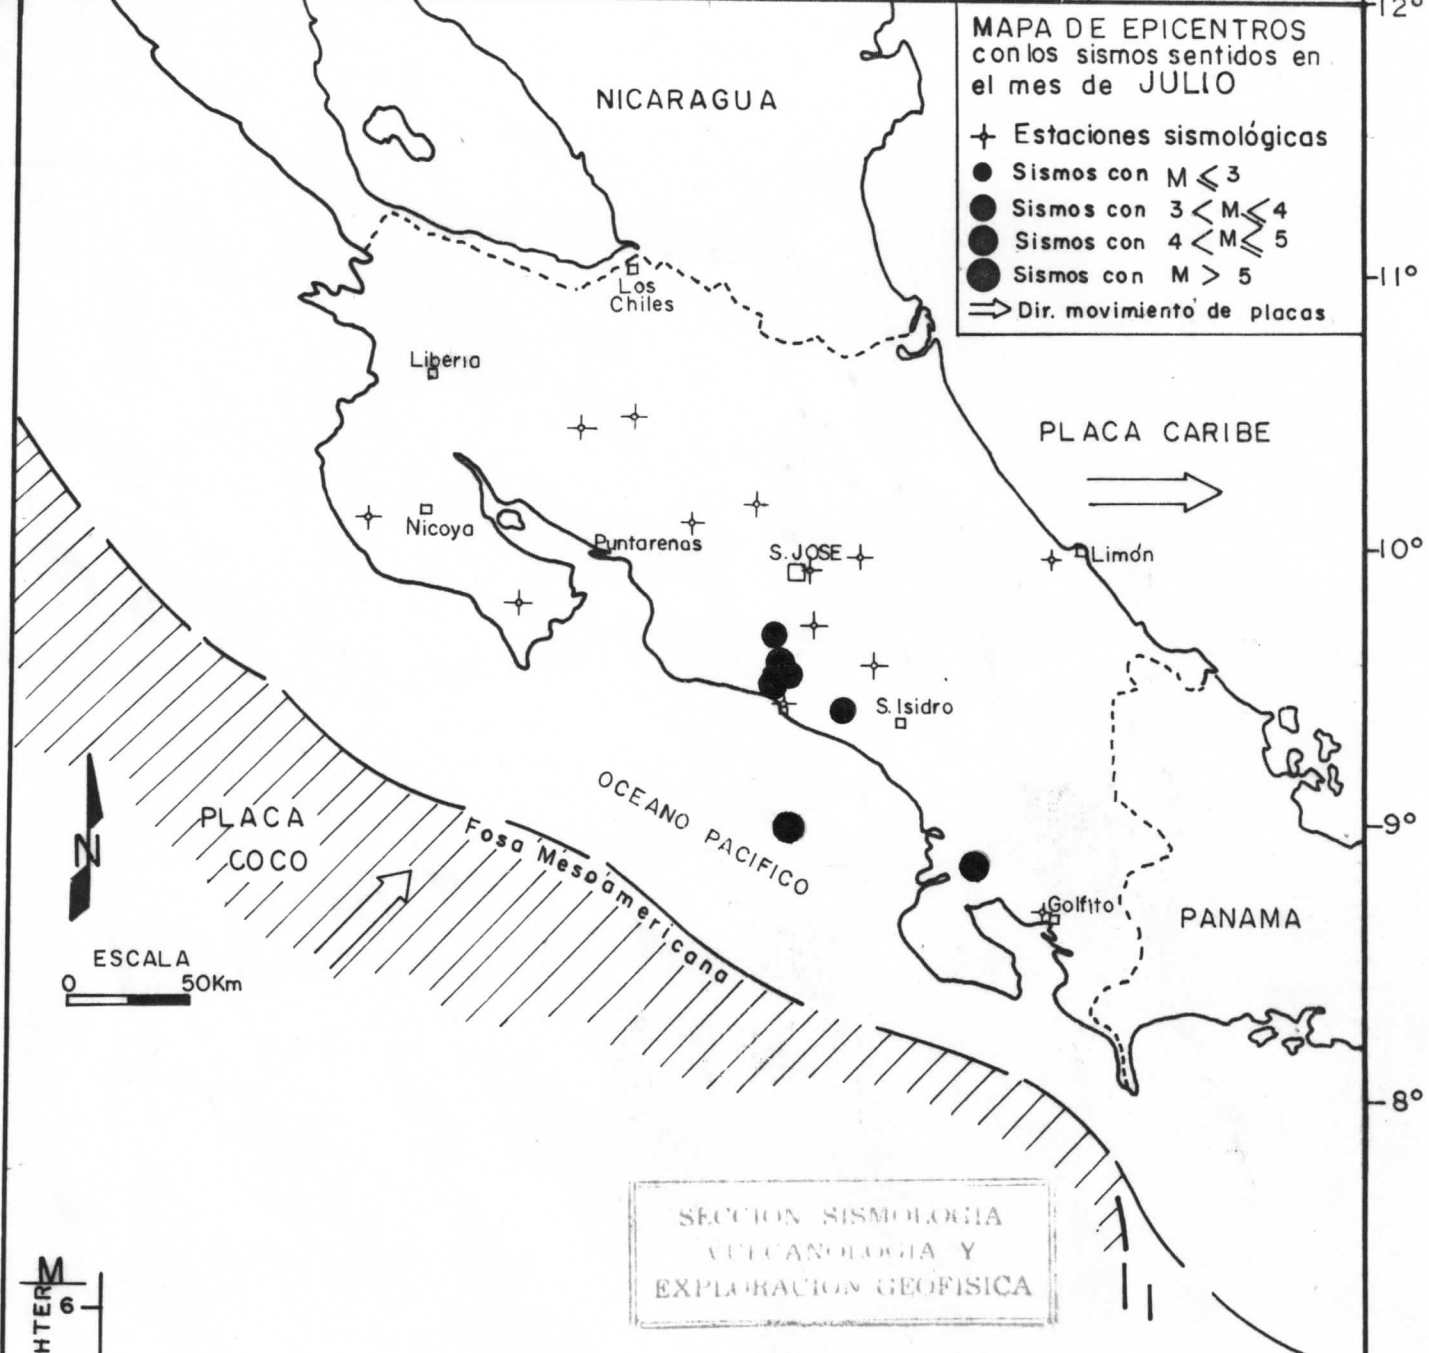 12°
MAPA DE EPICENTROS
con los sismos sentidos en
el mes de JULIO
Estaciones sismológicas
Sismos con M ⩽ 3
Sismos con 3 < M ⩽ 4
Sismos con 4 < M ⩽ 5
Sismos con M > 5
Dir. movimiento de placas
NICARAGUA
11°
Los
Chiles
Liberia
PLACA CARIBE
Nicoya
Puntarenas
S. JOSE
Limón
10°
S. Isidro
OCEANO PACIFICO
9°
PLACA
COCO
Fosa Mesoamericana
N
Golfito
PANAMA
ESCALA
0 50Km
8°
SECCION SISMOLOGIA
VULCANOLOGIA Y
EXPLORACION GEOFISICA
M
6
HTER